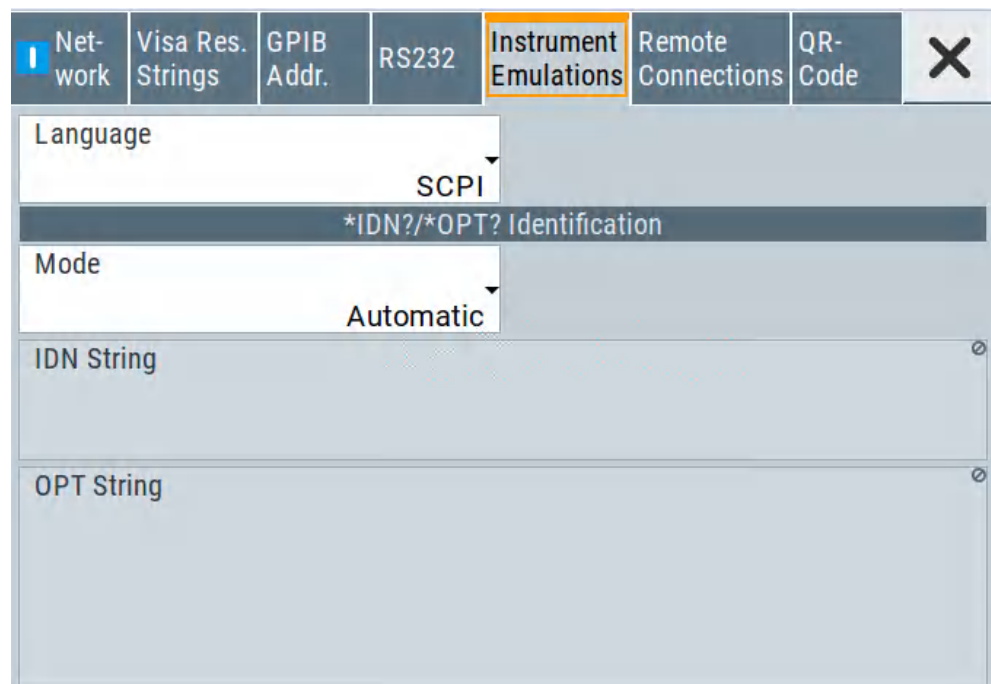 Net-
work
Visa Res.
Strings
GPIB
Addr.
RS232
Instrument
Emulations
Remote
Connections
QR-
Code
Language
SCPI
*IDN?/*OPT? Identification
Mode
Automatic
IDN String
OPT String